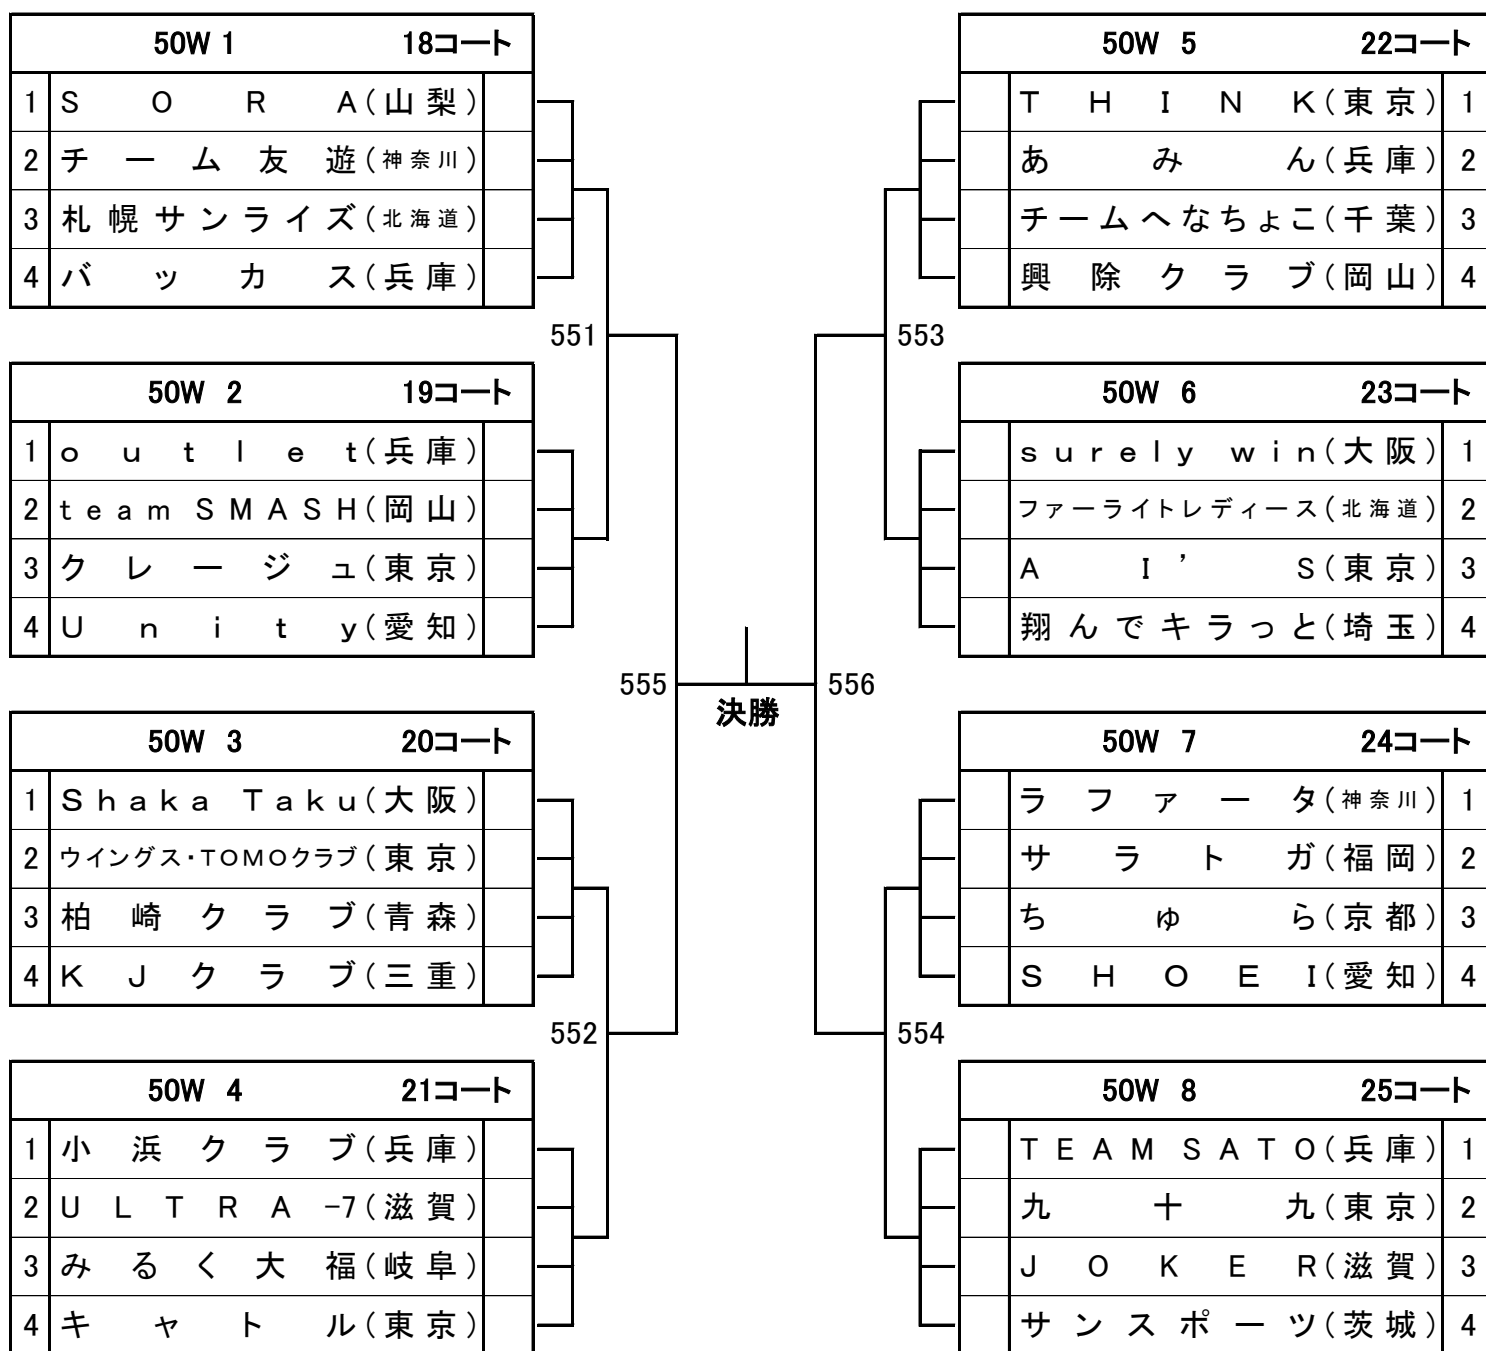 50W 1 18コート
1 SORA(山梨)
2 チーム友遊(神奈川)
3 札幌サンライズ(北海道)
4 バッカス(兵庫)
551
50W 2 19コート
1 outlet(兵庫)
2 team SMASH(岡山)
3 クレージュ(東京)
4 Unity(愛知)
555
50W 3 20コート
1 Shaka Taku(大阪)
2 ウイングス・TOMOクラブ(東京)
3 柏崎クラブ(青森)
4 KJクラブ(三重)
552
50W 4 21コート
1 小浜クラブ(兵庫)
2 ULTRA-7(滋賀)
3 みるく大福(岐阜)
4 キャトル(東京)
決勝
50W 5 22コート
THINK(東京) 1
あみん(兵庫) 2
チームへなちょこ(千葉) 3
興除クラブ(岡山) 4
553
50W 6 23コート
surely win(大阪) 1
ファーライトレディース(北海道) 2
AI’S(東京) 3
翔んでキラっと(埼玉) 4
556
50W 7 24コート
ラファータ(神奈川) 1
サラトガ(福岡) 2
ちゅら(京都) 3
SHOEI(愛知) 4
554
50W 8 25コート
TEAM SATO(兵庫) 1
九十九(東京) 2
JOKER(滋賀) 3
サンスポーツ(茨城) 4